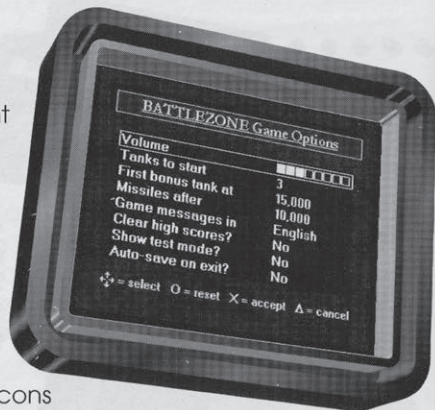 t
BATTLEZONE Game Options
Volume
Tanks to start 3
First bonus tank at 15,000
Missiles after 10,000
Game messages in English
Clear high scores? No
Show test mode? No
Auto-save on exit? No
= select O = reset X = accept Δ = cancel
cons